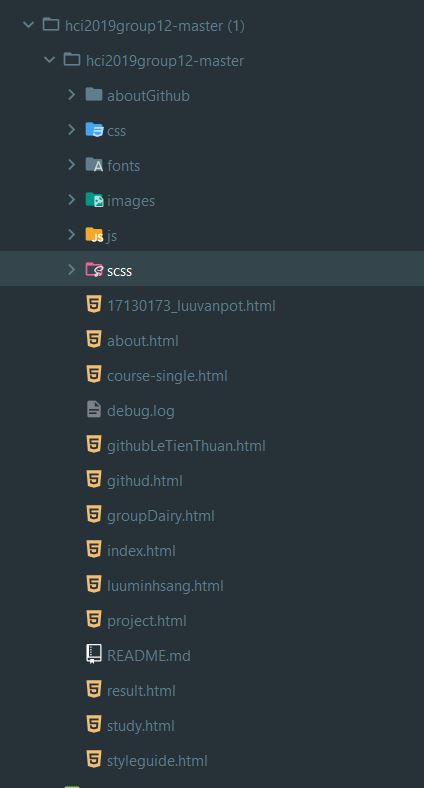 hci2019group12-master (1)
hci2019group12-master
aboutGithub
css
fonts
images
js
scss
17130173_luuvanpot.html
about.html
course-single.html
debug.log
githubLeTienThuan.html
githud.html
groupDairy.html
index.html
luuminhsang.html
project.html
README.md
result.html
study.html
styleguide.html